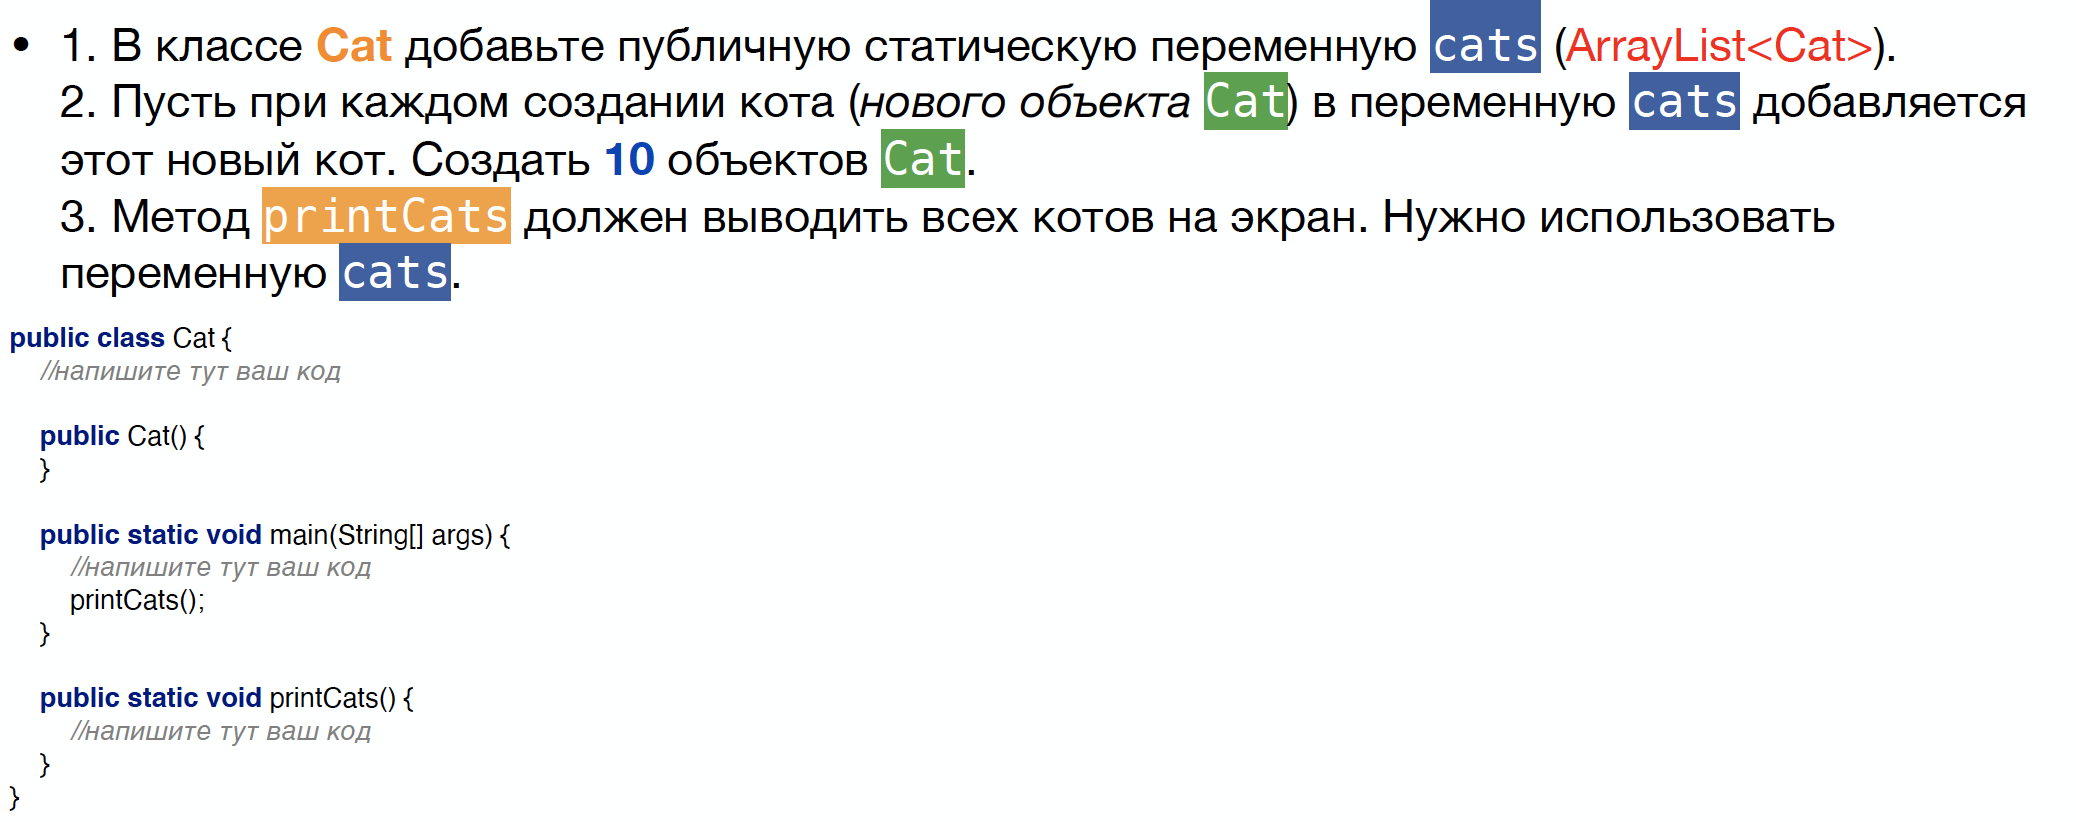 • 1. В классе Cat добавьте публичную статическую переменную cats (ArrayList<Cat>).
2. Пусть при каждом создании кота (нового объекта Cat) в переменную cats добавляется
этот новый кот. Создать 10 объектов Cat.
3. Метод printCats должен выводить всех котов на экран. Нужно использовать
переменную cats.
public class Cat {
//напишите тут ваш код
public Cat() {
}
public static void main(String[] args) {
//напишите тут ваш код
printCats();
}
public static void printCats() {
//напишите тут ваш код
}
}